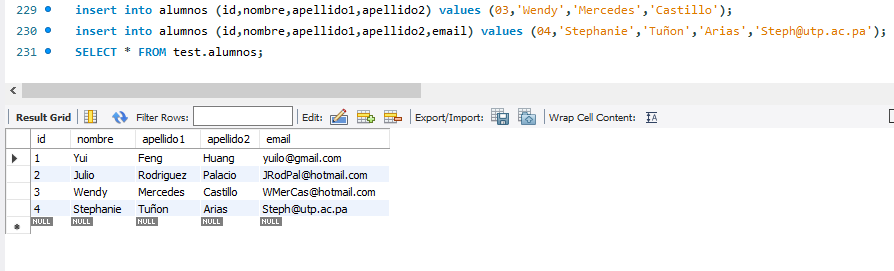 229 insert into alumnos (id,nombre,apellido1,apellido2) values (03,'Wendy','Mercedes','Castillo');
230 insert into alumnos (id,nombre,apellido1,apellido2,email) values (04,'Stephanie','Tuñon','Arias','Steph@utp.ac.pa');
231 SELECT * FROM test.alumnos;
Result Grid Filter Rows: Edit: Export/Import: Wrap Cell Content:
id nombre apellido1 apellido2 email
1 Yui Feng Huang yuilo@gmail.com
2 Julio Rodriguez Palacio JRodPal@hotmail.com
3 Wendy Mercedes Castillo WMerCas@hotmail.com
4 Stephanie Tuñon Arias Steph@utp.ac.pa
NULL NULL NULL NULL NULL